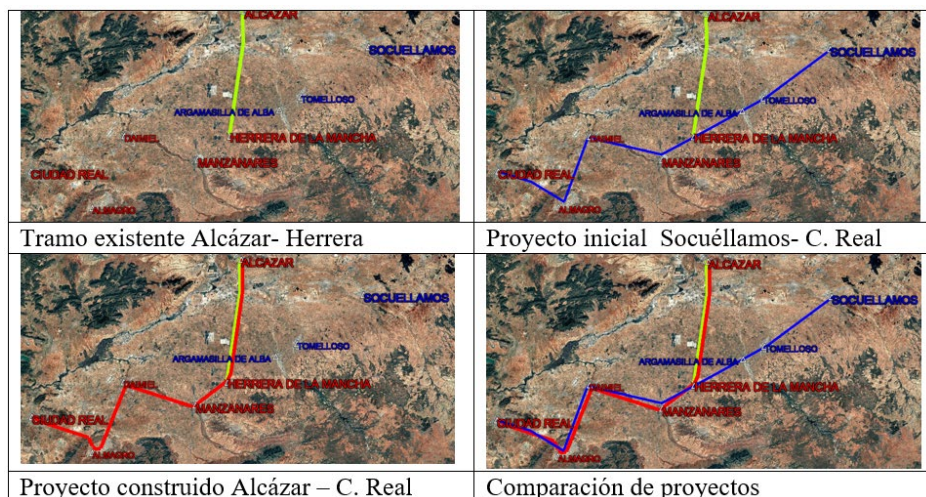 ALCAZAR
SOCUELLAMOS
TOMELLOSO
ARGAMASILLA DE ALBA
DAIMIEL
HERRERA DE LA MANCHA
MANZANARES
CIUDAD REAL
ALMAGRO
Tramo existente Alcázar- Herrera
ALCAZAR
SOCUELLAMOS
TOMELLOSO
ARGAMASILLA DE ALBA
DAIMIEL
HERRERA DE LA MANCHA
MANZANARES
CIUDAD REAL
ALMAGRO
Proyecto inicial Socuéllamos- C. Real
ALCAZAR
SOCUELLAMOS
TOMELLOSO
ARGAMASILLA DE ALBA
DAIMIEL
HERRERA DE LA MANCHA
MANZANARES
CIUDAD REAL
ALMAGRO
Proyecto construido Alcázar – C. Real
ALCAZAR
SOCUELLAMOS
TOMELLOSO
ARGAMASILLA DE ALBA
DAIMIEL
HERRERA DE LA MANCHA
MANZANARES
CIUDAD REAL
ALMAGRO
Comparación de proyectos